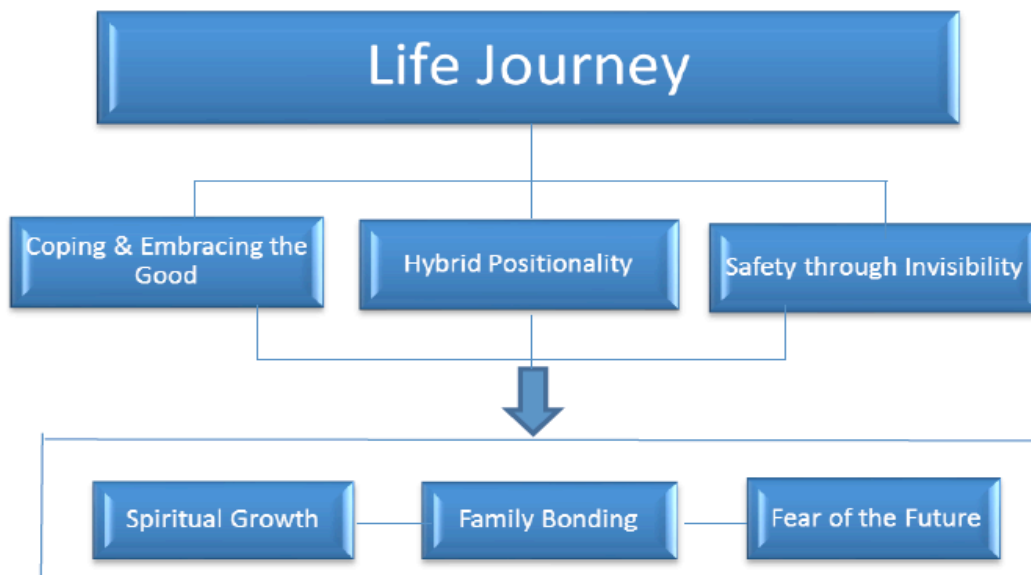 Life Journey
Coping & Embracing the
Good
Hybrid Positionality
Safety through Invisibility
Spiritual Growth
Family Bonding
Fear of the Future